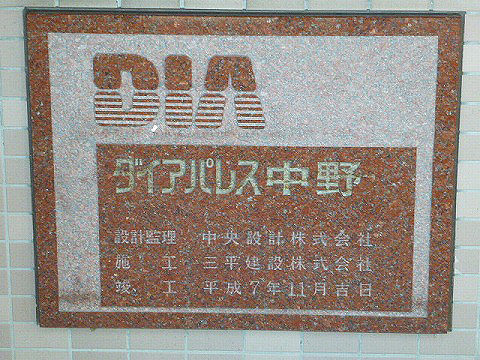 DIA
ダイアパレス中野
設計監理 中央設計株式会社
施工 三平建設株式会社
竣工 平成7年11月吉日